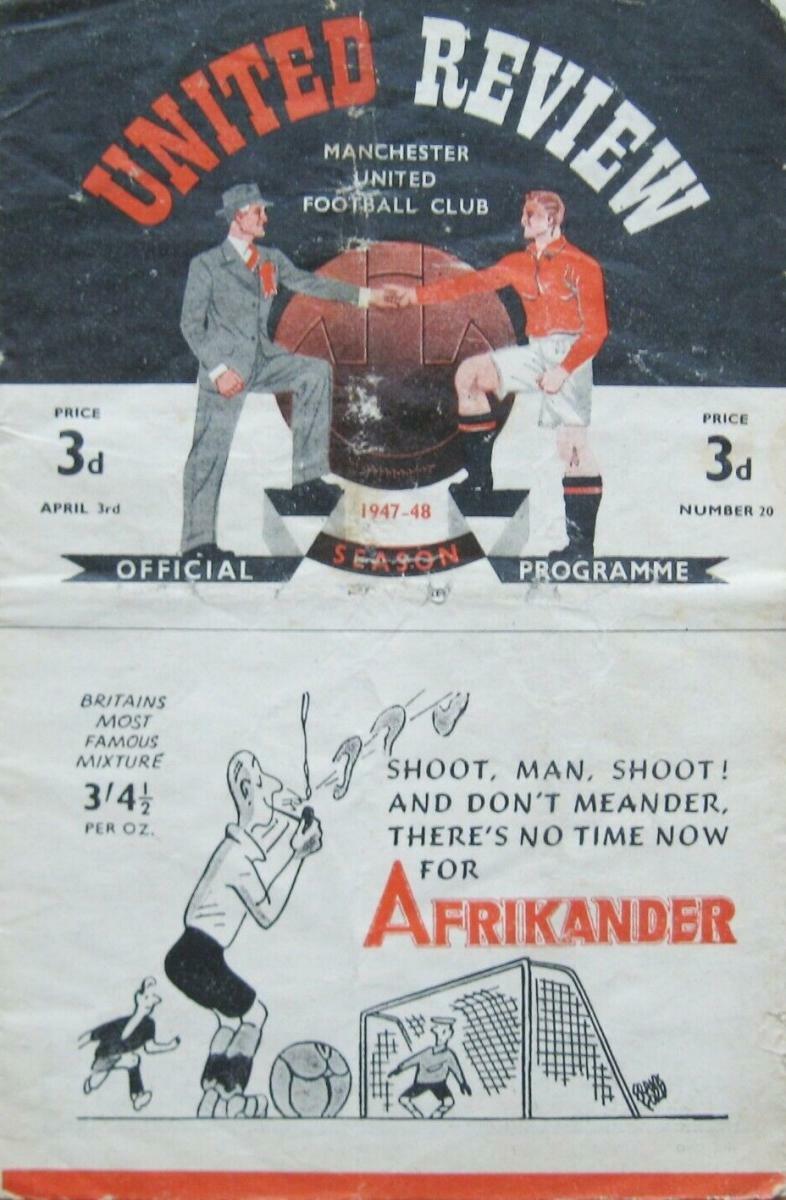 UNITED REVIEW
MANCHESTER
UNITED
FOOTBALL CLUB
PRICE
3d
APRIL 3rd
PRICE
3d
NUMBER 20
1947-48
SEASON
OFFICIAL
PROGRAMME
BRITAINS
MOST
FAMOUS
MIXTURE
3/4½
PER OZ.
SHOOT, MAN, SHOOT!
AND DON'T MEANDER,
THERE'S NO TIME NOW
FOR
AFRIKANDER